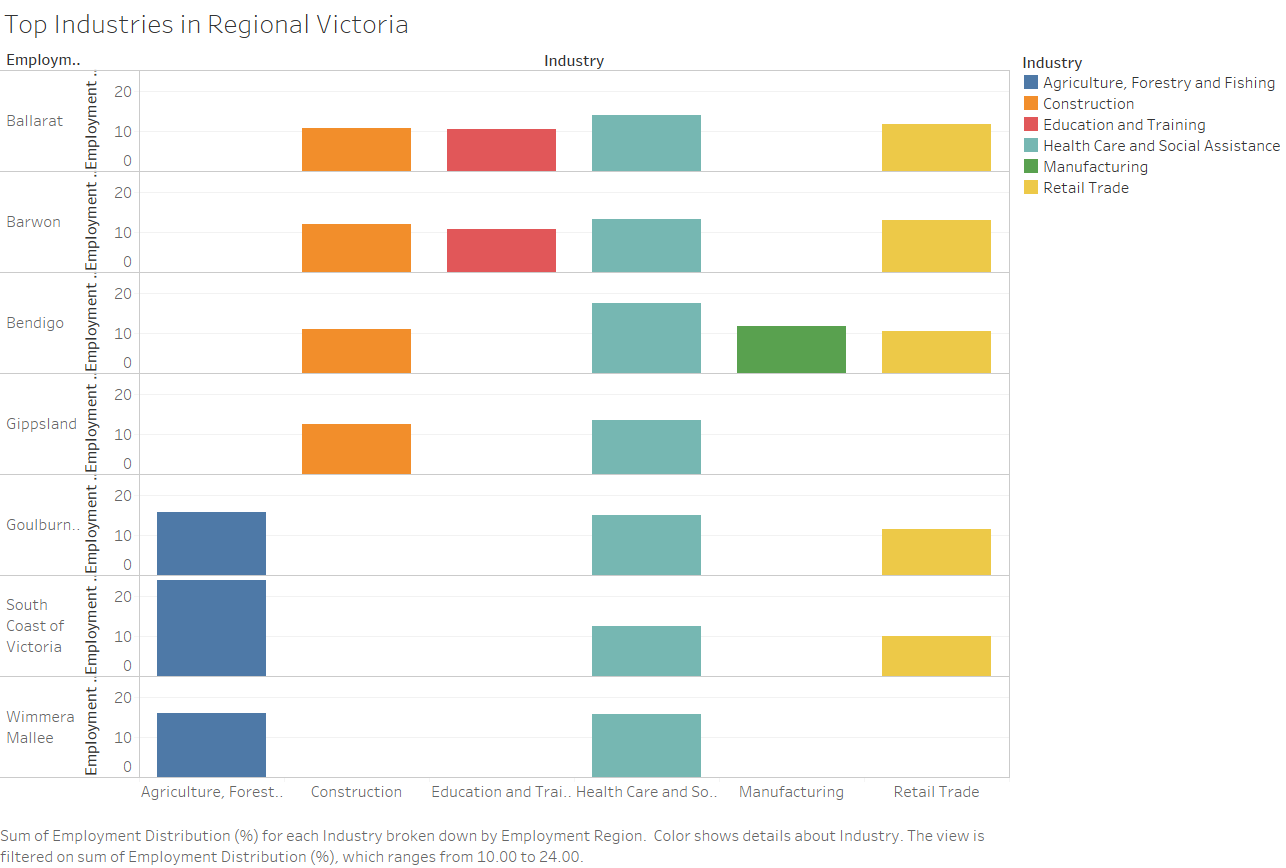 Top Industries in Regional Victoria
Employm..
Industry
Ballarat
Employment ..
20
10
0
Barwon
Employment ..
20
10
0
Bendigo
Employment ..
20
10
0
Gippsland
Employment ..
20
10
0
Goulburn..
Employment ..
20
10
0
South
Coast of
Victoria
Employment ..
20
10
0
Wimmera
Mallee
Employment ..
20
10
0
Agriculture, Forest..
Construction
Education and Trai..
Health Care and So..
Manufacturing
Retail Trade
Industry
Agriculture, Forestry and Fishing
Construction
Education and Training
Health Care and Social Assistance
Manufacturing
Retail Trade
Sum of Employment Distribution (%) for each Industry broken down by Employment Region.  Color shows details about Industry. The view is
filtered on sum of Employment Distribution (%), which ranges from 10.00 to 24.00.